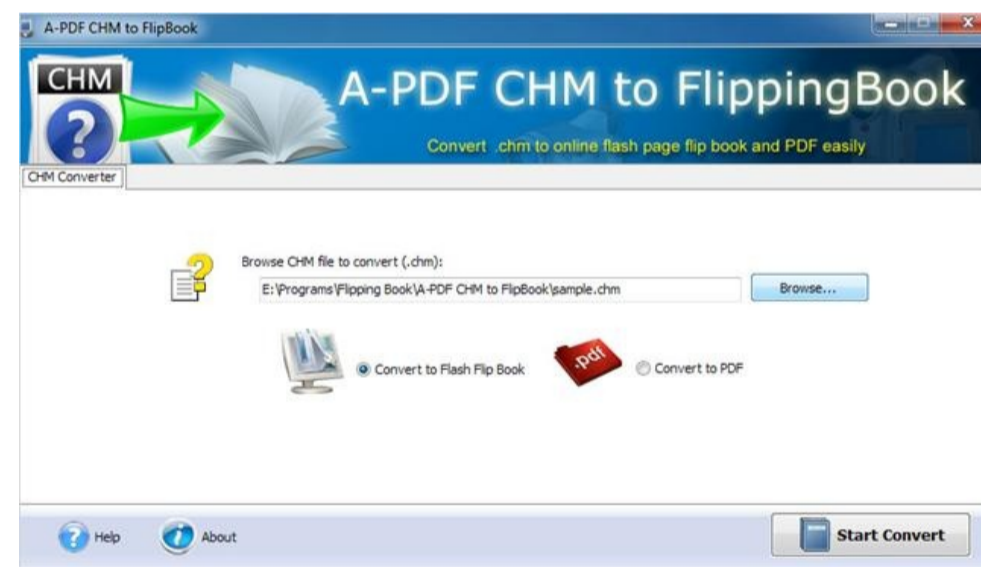 A-PDF CHM to FlipBook
CHM
A-PDF CHM to FlippingBook
Convert .chm to online flash page flip book and PDF easily
CHM Converter
Browse CHM file to convert (.chm):
E:\Programs\Flipping Book\A-PDF CHM to FlipBook\sample.chm
Browse...
Convert to Flash Flip Book
.pdf
Convert to PDF
Help
About
Start Convert